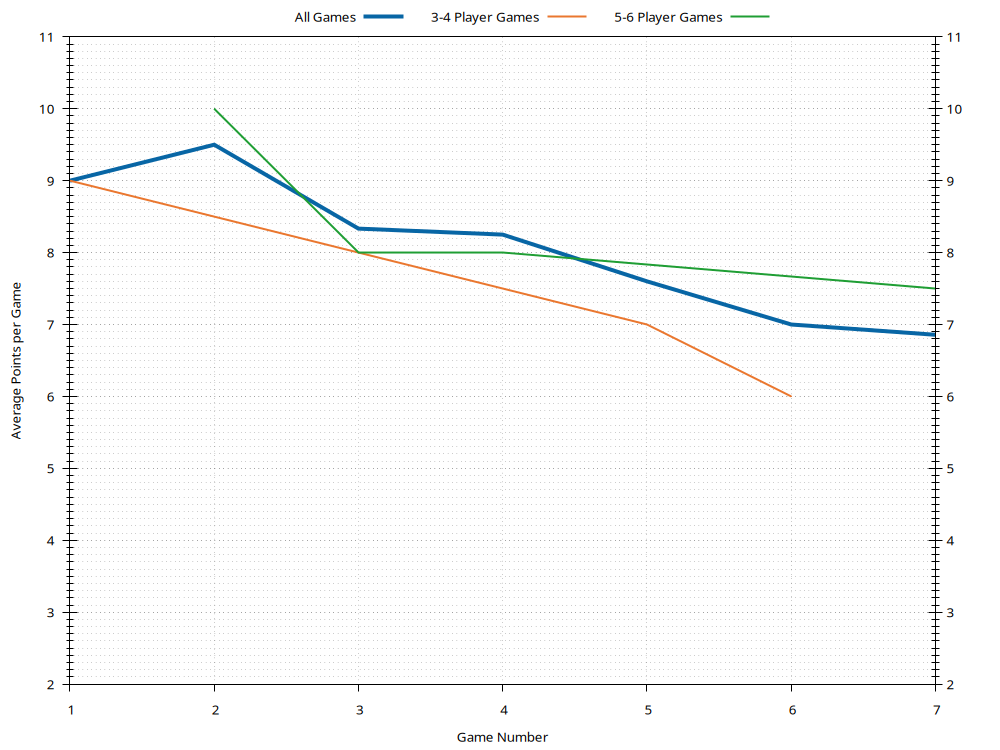 All Games 3-4 Player Games 5-6 Player Games
11 11
10 10
9 9
8 8
7 7
6 6
5 5
4 4
3 3
2 2
Average Points per Game
1 2 3 4 5 6 7
Game Number